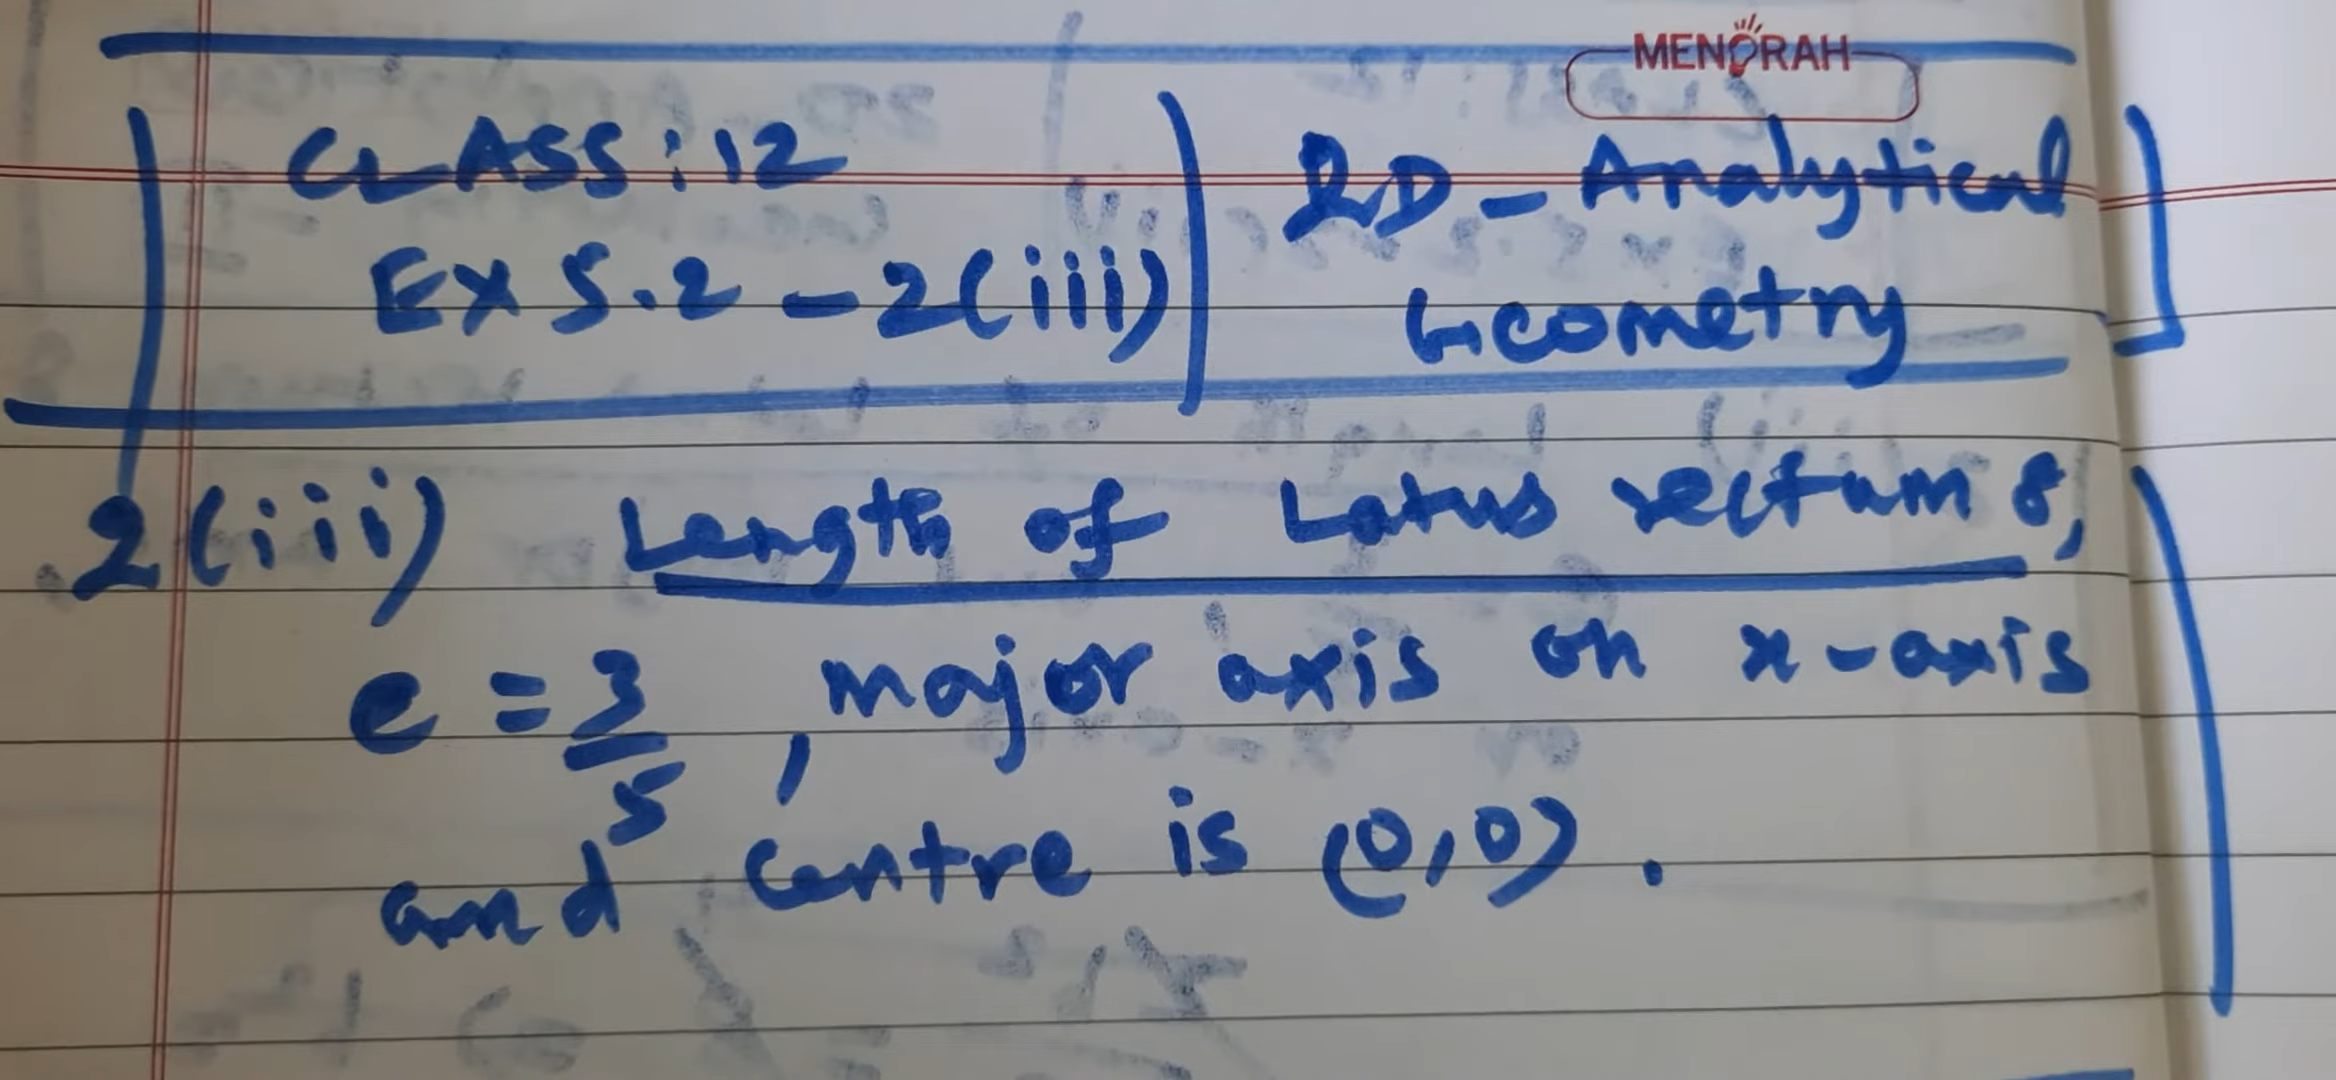 MENORAH
CLASS: 12
EX 5.2 - 2(iii)
2D - Analytical
Geometry
2(iii) Length of Latus rectum 8,
e = 3/5, major axis on x-axis
and centre is (0,0).